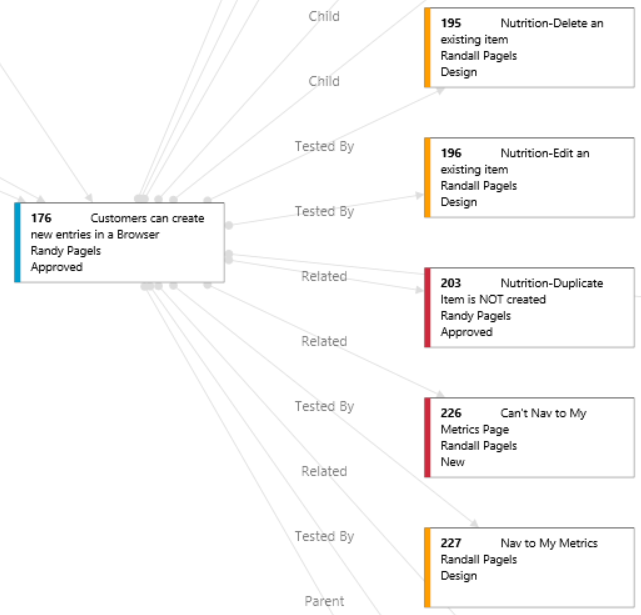 Child
Child
Tested By
Tested By
Related
Related
Tested By
Related
Tested By
Parent
176 Customers can create
new entries in a Browser
Randy Pagels
Approved
195 Nutrition-Delete an
existing item
Randall Pagels
Design
196 Nutrition-Edit an
existing item
Randall Pagels
Design
203 Nutrition-Duplicate
Item is NOT created
Randy Pagels
Approved
226 Can't Nav to My
Metrics Page
Randall Pagels
New
227 Nav to My Metrics
Randall Pagels
Design